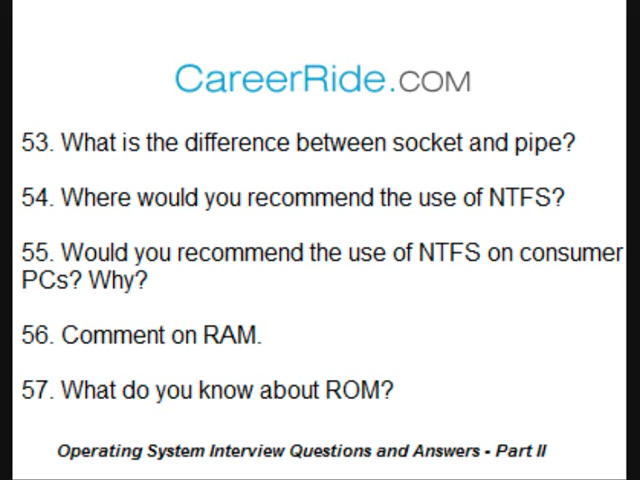 CareerRide.COM
53. What is the difference between socket and pipe?
54. Where would you recommend the use of NTFS?
55. Would you recommend the use of NTFS on consumer
PCs? Why?
56. Comment on RAM.
57. What do you know about ROM?
Operating System Interview Questions and Answers - Part II